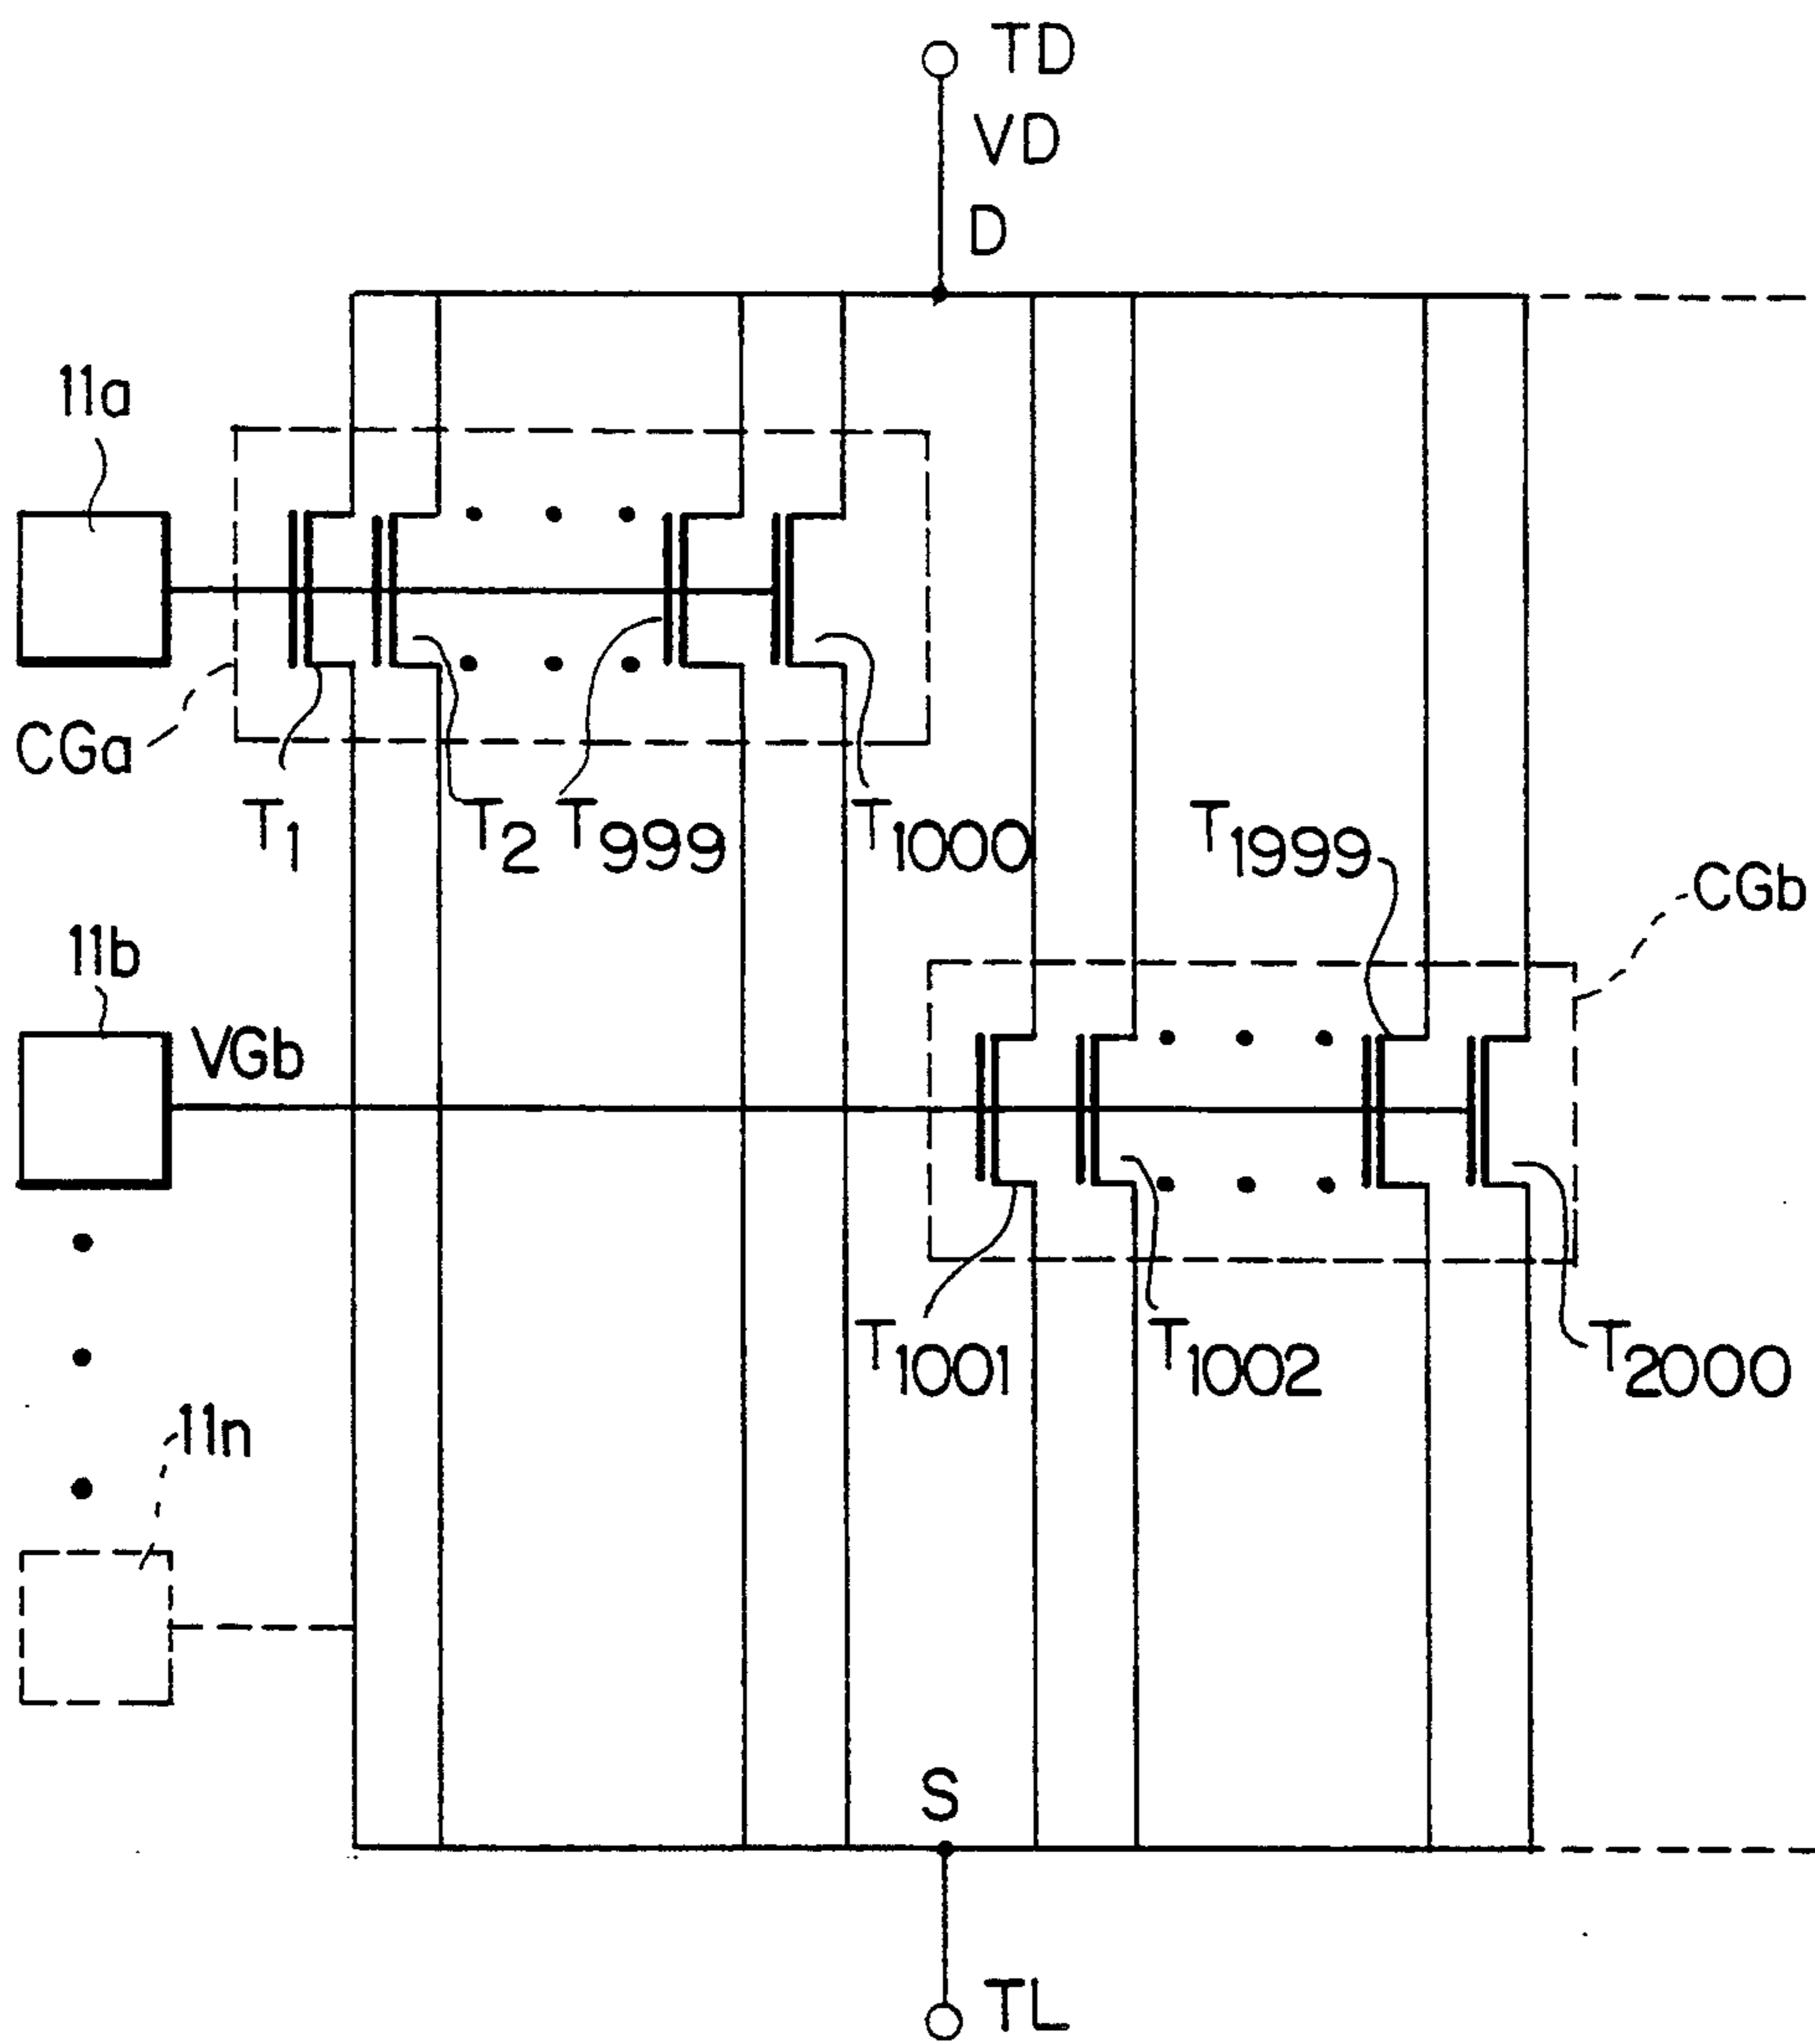 TD
VD
D
11a
CGa
T1
T2
T999
T1000
T1999
CGb
11b
VGb
T1001
T1002
T2000
11n
S
TL